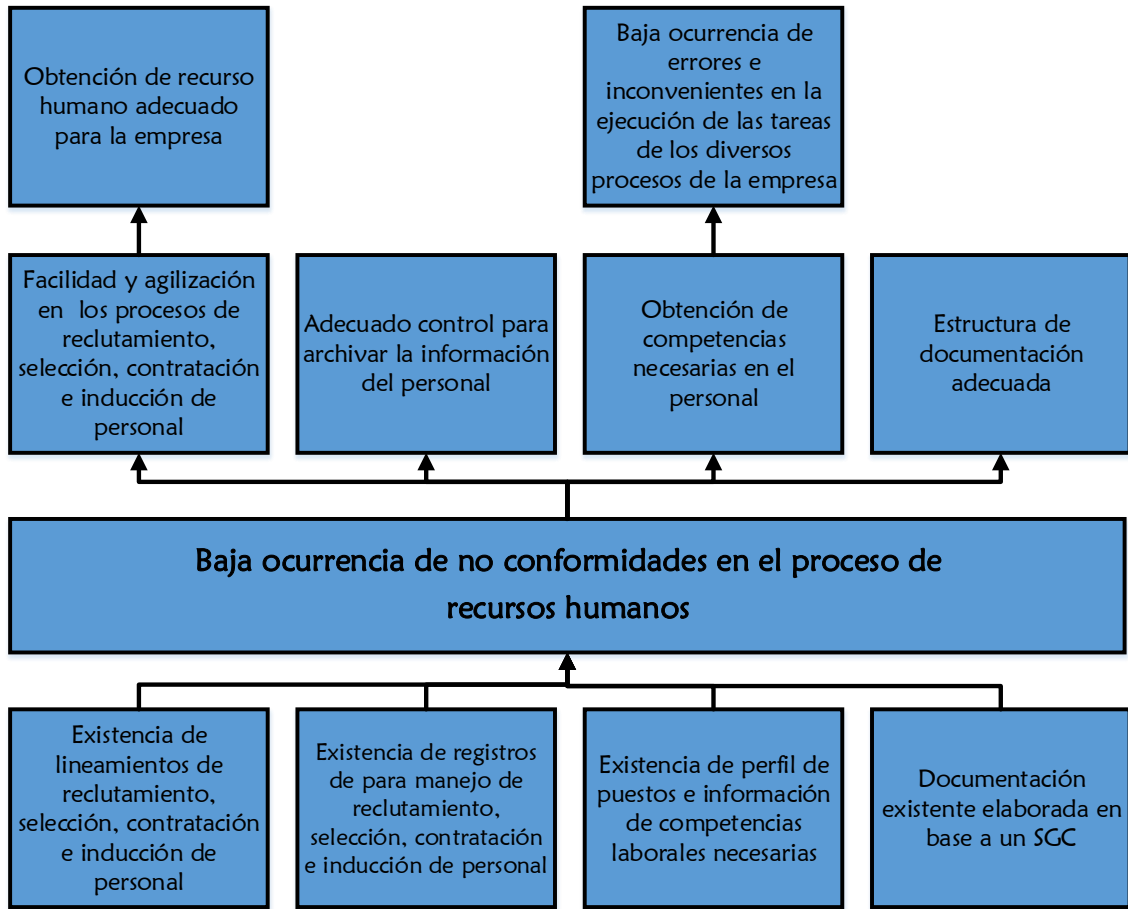 Obtención de recurso
humano adecuado
para la empresa
Baja ocurrencia de
errores e
inconvenientes en la
ejecución de las tareas
de los diversos
procesos de la empresa
Facilidad y agilización
en  los procesos de
reclutamiento,
selección, contratación
e inducción de
personal
Adecuado control para
archivar la información
del personal
Obtención de
competencias
necesarias en el
personal
Estructura de
documentación
adecuada
Baja ocurrencia de no conformidades en el proceso de
recursos humanos
Existencia de
lineamientos de
reclutamiento,
selección, contratación
e inducción de
personal
Existencia de registros
de para manejo de
reclutamiento,
selección, contratación
e inducción de personal
Existencia de perfil de
puestos e información
de competencias
laborales necesarias
Documentación
existente elaborada en
base a un SGC